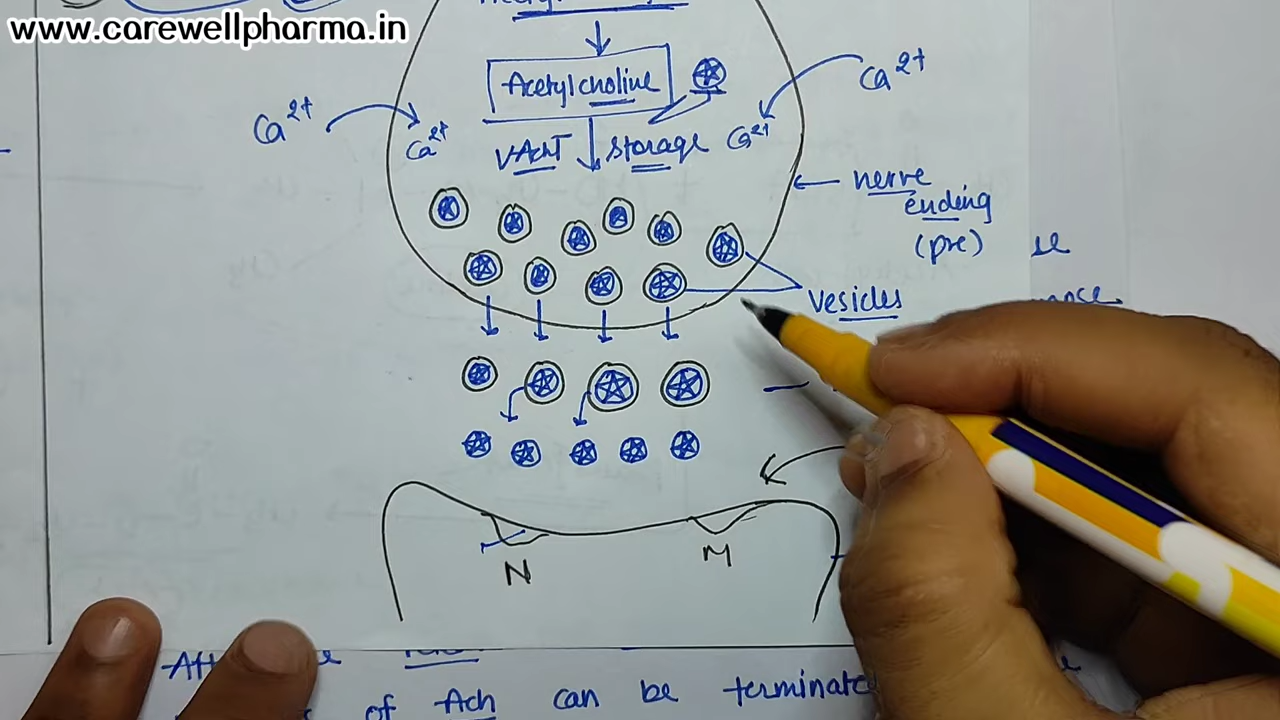 www.carewellpharma.in
Acetylcholine
Ca2+
Ca2+
Ca2+
Ca2+
VAchT
storage
nerve
ending
(pre)
se
vesicles
N
M
of Ach can be terminate